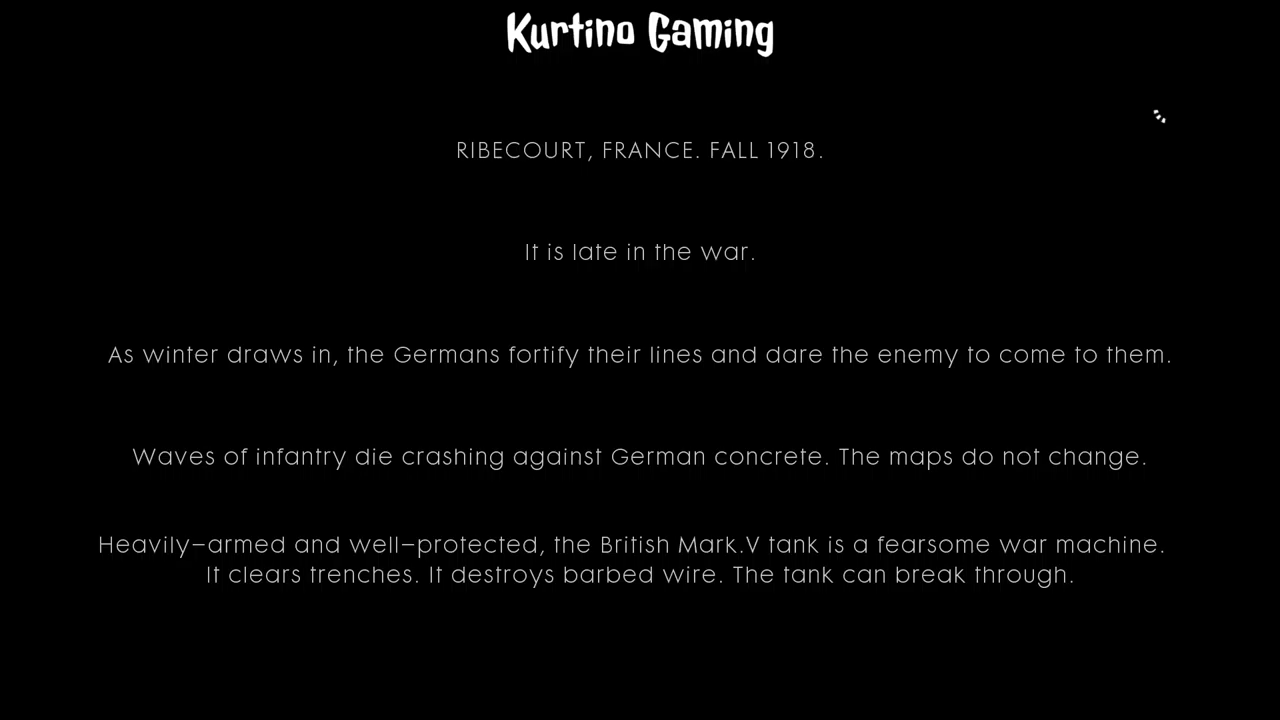 Kurtino Gaming
RIBECOURT, FRANCE. FALL 1918.
It is late in the war.
As winter draws in, the Germans fortify their lines and dare the enemy to come to them.
Waves of infantry die crashing against German concrete. The maps do not change.
Heavily–armed and well–protected, the British Mark.V tank is a fearsome war machine.
It clears trenches. It destroys barbed wire. The tank can break through.